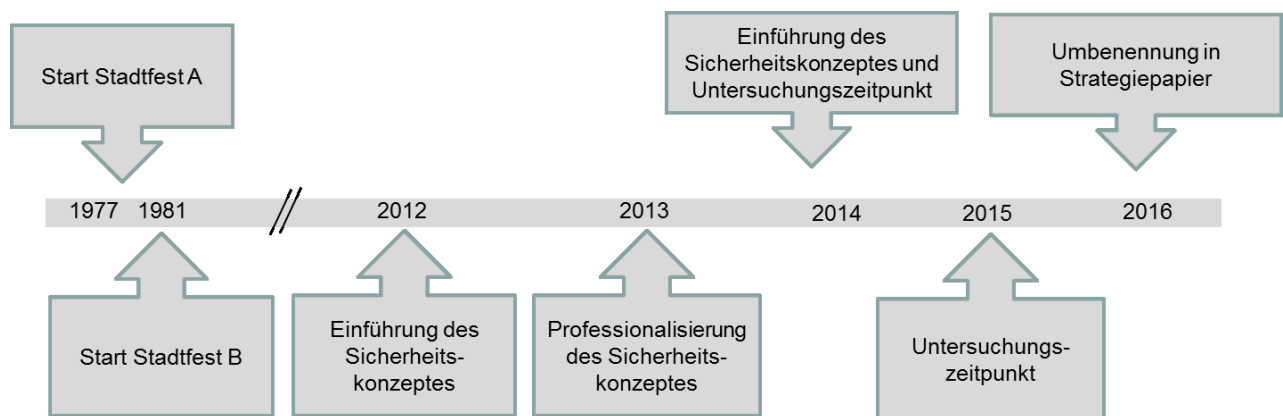 Start Stadtfest A
Einführung des
Sicherheitskonzeptes und
Untersuchungszeitpunkt
Umbenennung in
Strategiepapier
1977 1981 2012 2013 2014 2015 2016
Start Stadtfest B
Einführung des
Sicherheits-
konzeptes
Professionalisierung
des Sicherheits-
konzeptes
Untersuchungs-
zeitpunkt